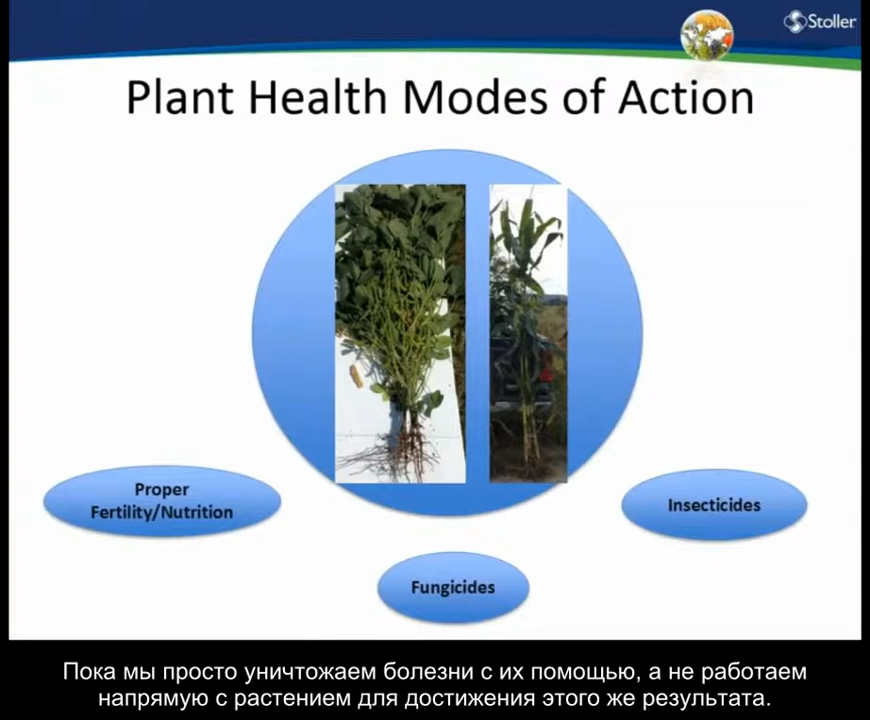 Stoller
Plant Health Modes of Action
Proper
Fertility/Nutrition
Insecticides
Fungicides
Пока мы просто уничтожаем болезни с их помощью, а не работаем
напрямую с растением для достижения этого же результата.